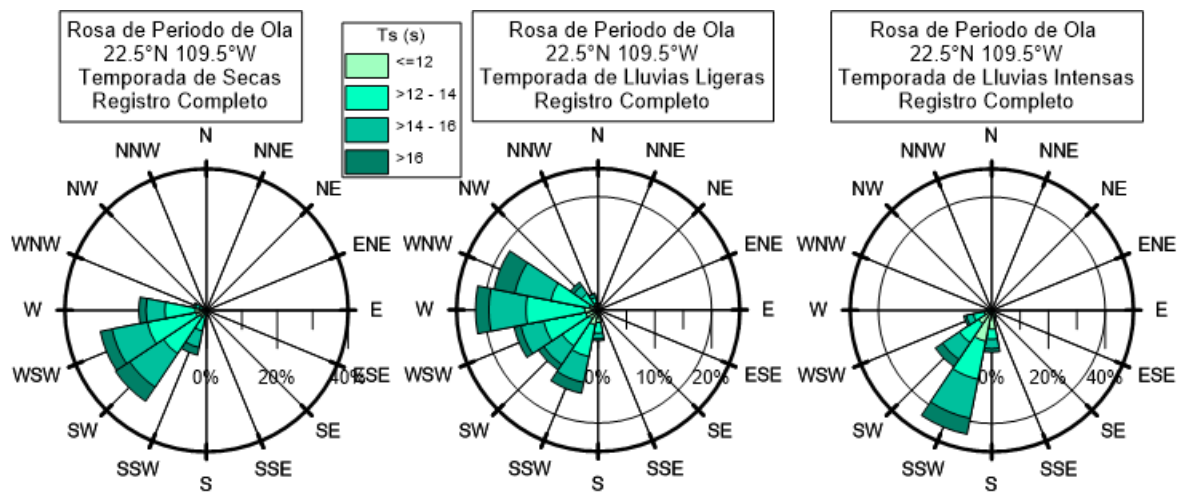 Rosa de Periodo de Ola
22.5°N 109.5°W
Temporada de Secas
Registro Completo
Ts (s)
<=12
>12 - 14
>14 - 16
>16
Rosa de Periodo de Ola
22.5°N 109.5°W
Temporada de Lluvias Ligeras
Registro Completo
Rosa de Periodo de Ola
22.5°N 109.5°W
Temporada de Lluvias Intensas
Registro Completo
N
NNE
NE
ENE
E
ESE
SE
SSE
S
SSW
SW
WSW
W
WNW
NW
NNW
0%
20%
40%
N
NNE
NE
ENE
E
ESE
SE
SSE
S
SSW
SW
WSW
W
WNW
NW
NNW
0%
10%
20%
N
NNE
NE
ENE
E
ESE
SE
SSE
S
SSW
SW
WSW
W
WNW
NW
NNW
0%
20%
40%